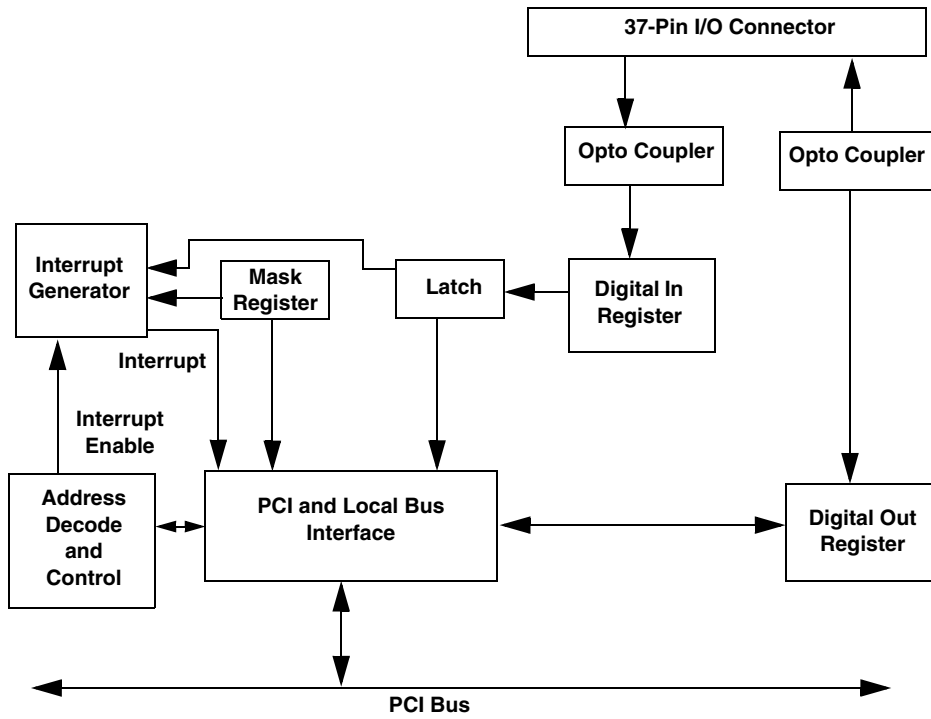 37-Pin I/O Connector
Opto Coupler
Opto Coupler
Interrupt
Generator
Mask
Register
Latch
Digital In
Register
Interrupt
Interrupt
Enable
Address
Decode
and
Control
PCI and Local Bus
Interface
Digital Out
Register
PCI Bus